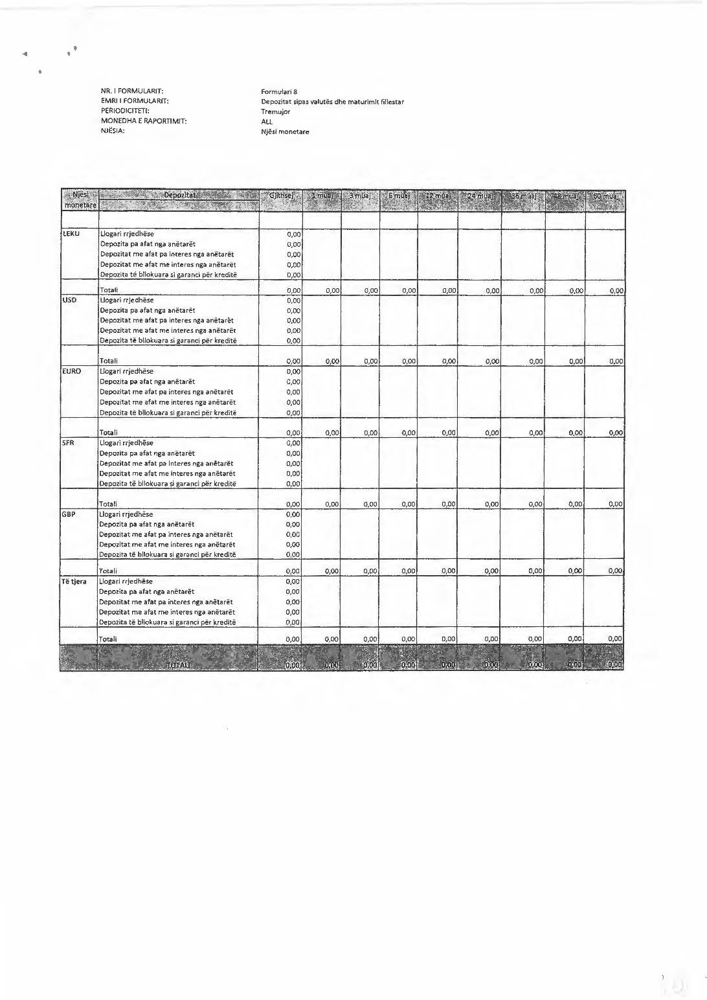 NR. I FORMULARIT: Formulari 8
EMRI I FORMULARIT: Depozitat sipas valutës dhe maturimit fillestar
PERIODICITETI: Tremujor
MONEDHA E RAPORTIMIT: ALL
NJËSIA: Njësi monetare
Njësi monetare Depozitat Gjithsej 1 muaj 3 muaj 6 muaj 12 muaj 24 muaj 36 muaj 48 muaj 60 muaj
LEKU Llogari rrjedhëse 0,00
Depozita pa afat nga anëtarët 0,00
Depozitat me afat pa interes nga anëtarët 0,00
Depozitat me afat me interes nga anëtarët 0,00
Depozita të bllokuara si garanci për kreditë 0,00
Totali 0,00 0,00 0,00 0,00 0,00 0,00 0,00 0,00 0,00
USD Llogari rrjedhëse 0,00
Depozita pa afat nga anëtarët 0,00
Depozitat me afat pa interes nga anëtarët 0,00
Depozitat me afat me interes nga anëtarët 0,00
Depozita të bllokuara si garanci për kreditë 0,00
Totali 0,00 0,00 0,00 0,00 0,00 0,00 0,00 0,00 0,00
EURO Llogari rrjedhëse 0,00
Depozita pa afat nga anëtarët 0,00
Depozitat me afat pa interes nga anëtarët 0,00
Depozitat me afat me interes nga anëtarët 0,00
Depozita të bllokuara si garanci për kreditë 0,00
Totali 0,00 0,00 0,00 0,00 0,00 0,00 0,00 0,00 0,00
SFR Llogari rrjedhëse 0,00
Depozita pa afat nga anëtarët 0,00
Depozitat me afat pa interes nga anëtarët 0,00
Depozitat me afat me interes nga anëtarët 0,00
Depozita të bllokuara si garanci për kreditë 0,00
Totali 0,00 0,00 0,00 0,00 0,00 0,00 0,00 0,00 0,00
GBP Llogari rrjedhëse 0,00
Depozita pa afat nga anëtarët 0,00
Depozitat me afat pa interes nga anëtarët 0,00
Depozitat me afat me interes nga anëtarët 0,00
Depozita të bllokuara si garanci për kreditë 0,00
Totali 0,00 0,00 0,00 0,00 0,00 0,00 0,00 0,00 0,00
Të tjera Llogari rrjedhëse 0,00
Depozita pa afat nga anëtarët 0,00
Depozitat me afat pa interes nga anëtarët 0,00
Depozitat me afat me interes nga anëtarët 0,00
Depozita të bllokuara si garanci për kreditë 0,00
Totali 0,00 0,00 0,00 0,00 0,00 0,00 0,00 0,00 0,00
TOTALI 0,00 0,00 0,00 0,00 0,00 0,00 0,00 0,00 0,00